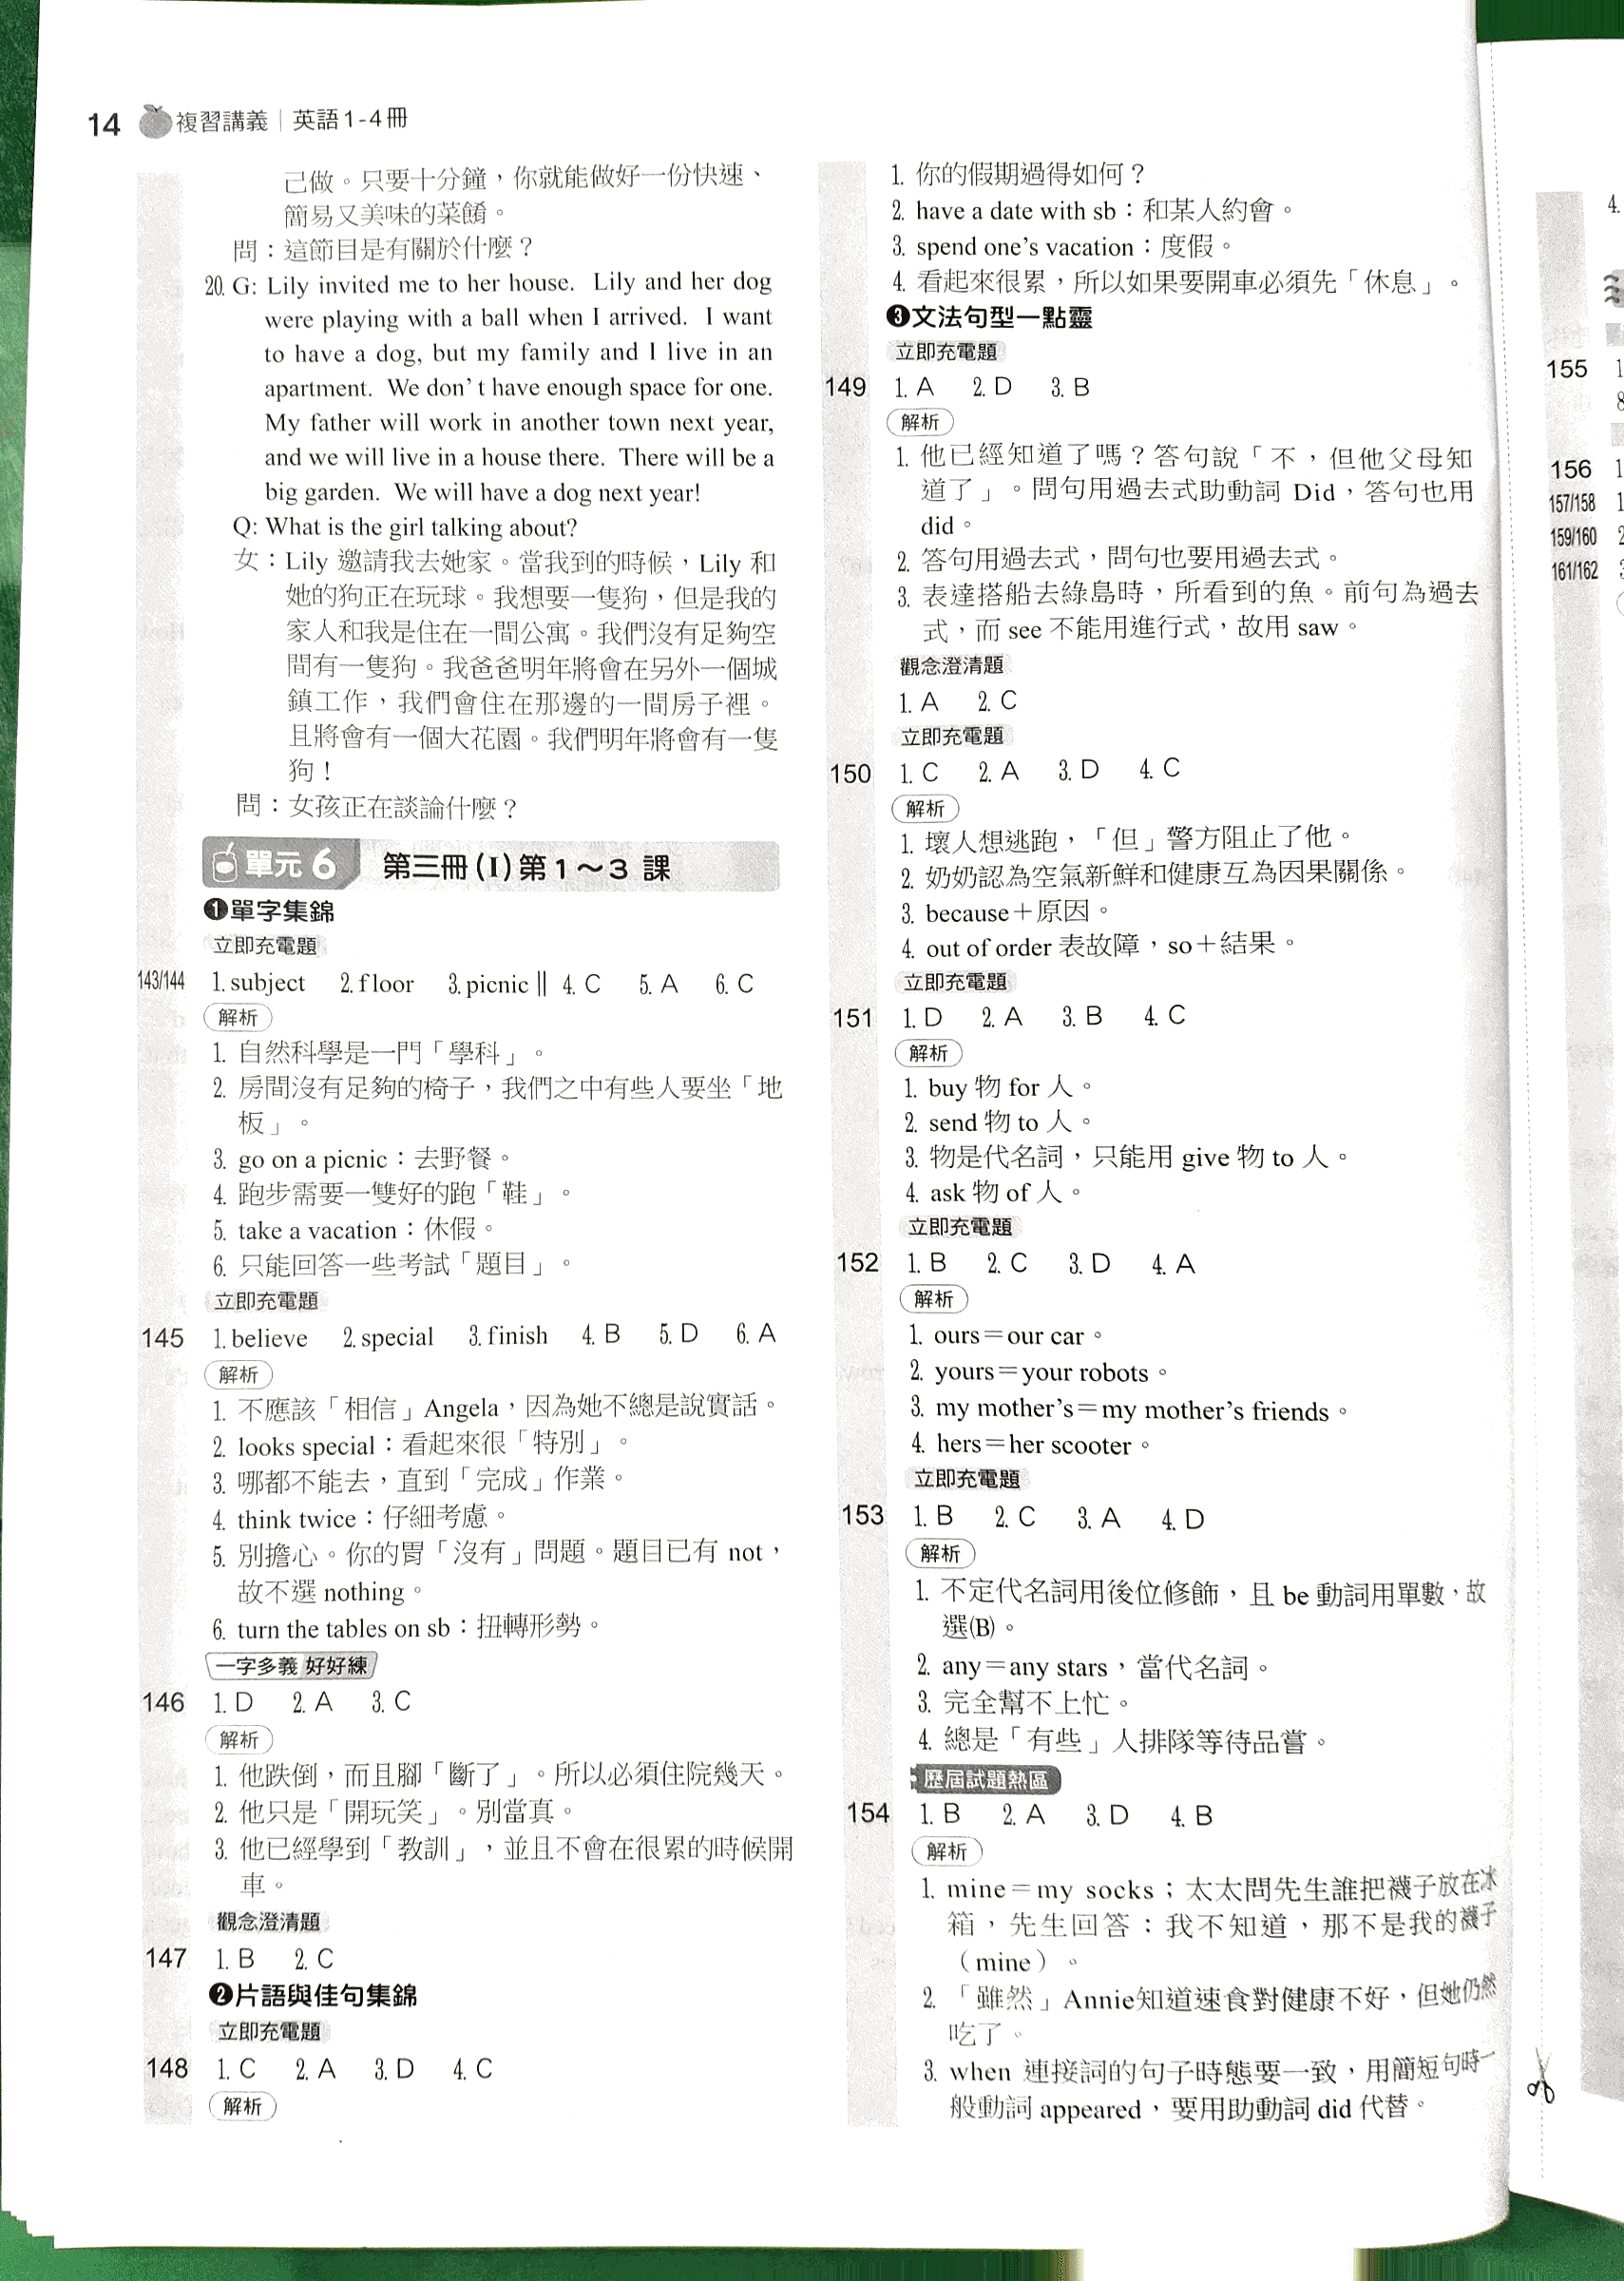 14 複習講義｜英語1-4冊
己做。只要十分鐘，你就能做好一份快速、
簡易又美味的菜餚。
問：這節目是有關於什麼？
20. G: Lily invited me to her house. Lily and her dog
were playing with a ball when I arrived. I want
to have a dog, but my family and I live in an
apartment. We don't have enough space for one.
My father will work in another town next year,
and we will live in a house there. There will be a
big garden. We will have a dog next year!
Q: What is the girl talking about?
女：Lily 邀請我去她家。當我到的時候，Lily 和
她的狗正在玩球。我想要一隻狗，但是我的
家人和我是住在一間公寓。我們沒有足夠空
間有一隻狗。我爸爸明年將會在另外一個城
鎮工作，我們會住在那邊的一間房子裡。
且將會有一個大花園。我們明年將會有一隻
狗！
問：女孩正在談論什麼？
單元 6 第三冊(I)第1～3 課
❶單字集錦
立即充電題
143/144 1. subject 2. floor 3. picnic‖ 4. C 5. A 6. C
解析
1. 自然科學是一門「學科」。
2. 房間沒有足夠的椅子，我們之中有些人要坐「地
板」。
3. go on a picnic：去野餐。
4. 跑步需要一雙好的跑「鞋」。
5. take a vacation：休假。
6. 只能回答一些考試「題目」。
立即充電題
145 1. believe 2. special 3. finish 4. B 5. D 6. A
解析
1. 不應該「相信」Angela，因為她不總是說實話。
2. looks special：看起來很「特別」。
3. 哪都不能去，直到「完成」作業。
4. think twice：仔細考慮。
5. 別擔心。你的胃「沒有」問題。題目已有 not，
故不選 nothing。
6. turn the tables on sb：扭轉形勢。
一字多義 好好練
146 1. D 2. A 3. C
解析
1. 他跌倒，而且腳「斷了」。所以必須住院幾天。
2. 他只是「開玩笑」。別當真。
3. 他已經學到「教訓」，並且不會在很累的時候開
車。
觀念澄清題
147 1. B 2. C
❷片語與佳句集錦
立即充電題
148 1. C 2. A 3. D 4. C
解析
1. 你的假期過得如何？
2. have a date with sb：和某人約會。
3. spend one's vacation：度假。
4. 看起來很累，所以如果要開車必須先「休息」。
❸文法句型一點靈
立即充電題
149 1. A 2. D 3. B
解析
1. 他已經知道了嗎？答句說「不，但他父母知
道了」。問句用過去式助動詞 Did，答句也用
did。
2. 答句用過去式，問句也要用過去式。
3. 表達搭船去綠島時，所看到的魚。前句為過去
式，而 see 不能用進行式，故用 saw。
觀念澄清題
1. A 2. C
立即充電題
150 1. C 2. A 3. D 4. C
解析
1. 壞人想逃跑，「但」警方阻止了他。
2. 奶奶認為空氣新鮮和健康互為因果關係。
3. because＋原因。
4. out of order 表故障，so＋結果。
立即充電題
151 1. D 2. A 3. B 4. C
解析
1. buy 物 for 人。
2. send 物 to 人。
3. 物是代名詞，只能用 give 物 to 人。
4. ask 物 of 人。
立即充電題
152 1. B 2. C 3. D 4. A
解析
1. ours＝our car。
2. yours＝your robots。
3. my mother's＝my mother's friends。
4. hers＝her scooter。
立即充電題
153 1. B 2. C 3. A 4. D
解析
1. 不定代名詞用後位修飾，且 be 動詞用單數，故
選(B)。
2. any＝any stars，當代名詞。
3. 完全幫不上忙。
4. 總是「有些」人排隊等待品嘗。
歷屆試題熱區
154 1. B 2. A 3. D 4. B
解析
1. mine＝my socks；太太問先生誰把襪子放在冰
箱，先生回答：我不知道，那不是我的襪子
（mine）。
2. 「雖然」Annie知道速食對健康不好，但她仍然
吃了。
3. when 連接詞的句子時態要一致，用簡短句時一
般動詞 appeared，要用助動詞 did 代替。
4.
155 1
156 1
157/158 1
159/160 2
161/162